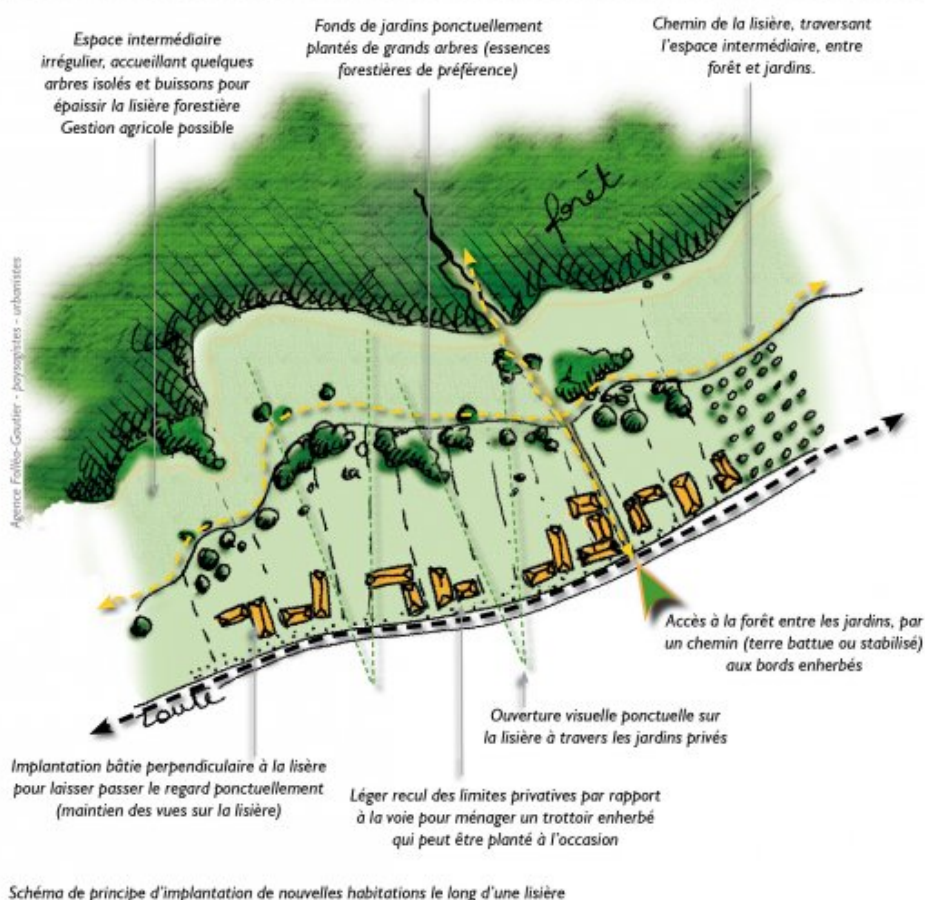 Espace intermédiaire
irrégulier, accueillant quelques
arbres isolés et buissons pour
épaissir la lisière forestière
Gestion agricole possible
Fonds de jardins ponctuellement
plantés de grands arbres (essences
forestières de préférence)
Chemin de la lisière, traversant
l'espace intermédiaire, entre
forêt et jardins.
forêt
Agence Folléa-Gautier - paysagistes - urbanistes
route
Accès à la forêt entre les jardins, par
un chemin (terre battue ou stabilisé)
aux bords enherbés
Ouverture visuelle ponctuelle sur
la lisière à travers les jardins privés
Implantation bâtie perpendiculaire à la lisère
pour laisser passer le regard ponctuellement
(maintien des vues sur la lisière)
Léger recul des limites privatives par rapport
à la voie pour ménager un trottoir enherbé
qui peut être planté à l'occasion
Schéma de principe d'implantation de nouvelles habitations le long d'une lisière